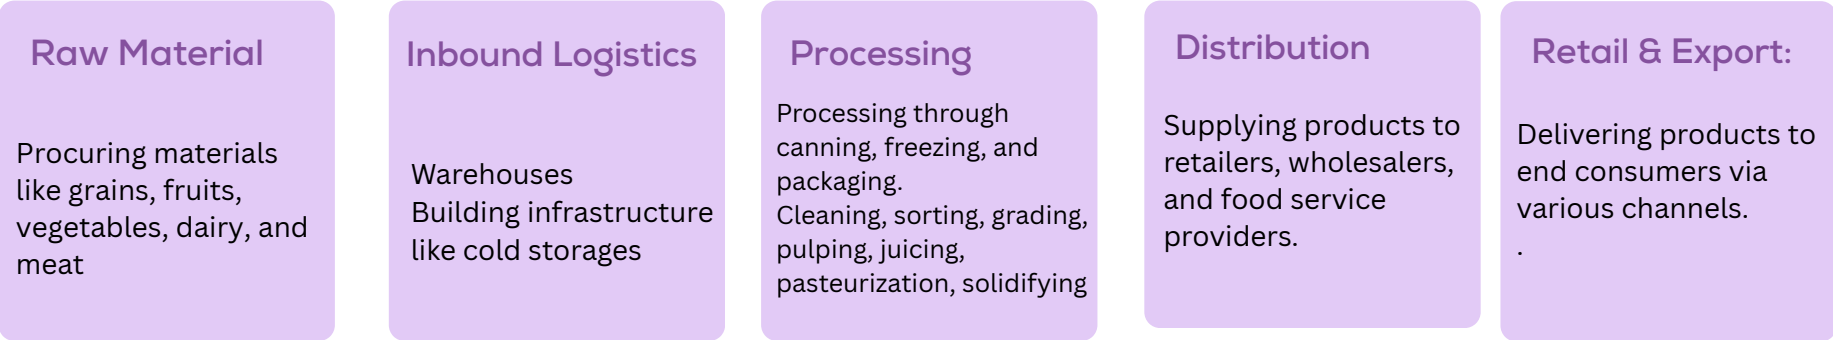 Raw Material
Procuring materials
like grains, fruits,
vegetables, dairy, and
meat
Inbound Logistics
Warehouses
Building infrastructure
like cold storages
Processing
Processing through
canning, freezing, and
packaging.
Cleaning, sorting, grading,
pulping, juicing,
pasteurization, solidifying
Distribution
Supplying products to
retailers, wholesalers,
and food service
providers.
Retail & Export:
Delivering products to
end consumers via
various channels.
.